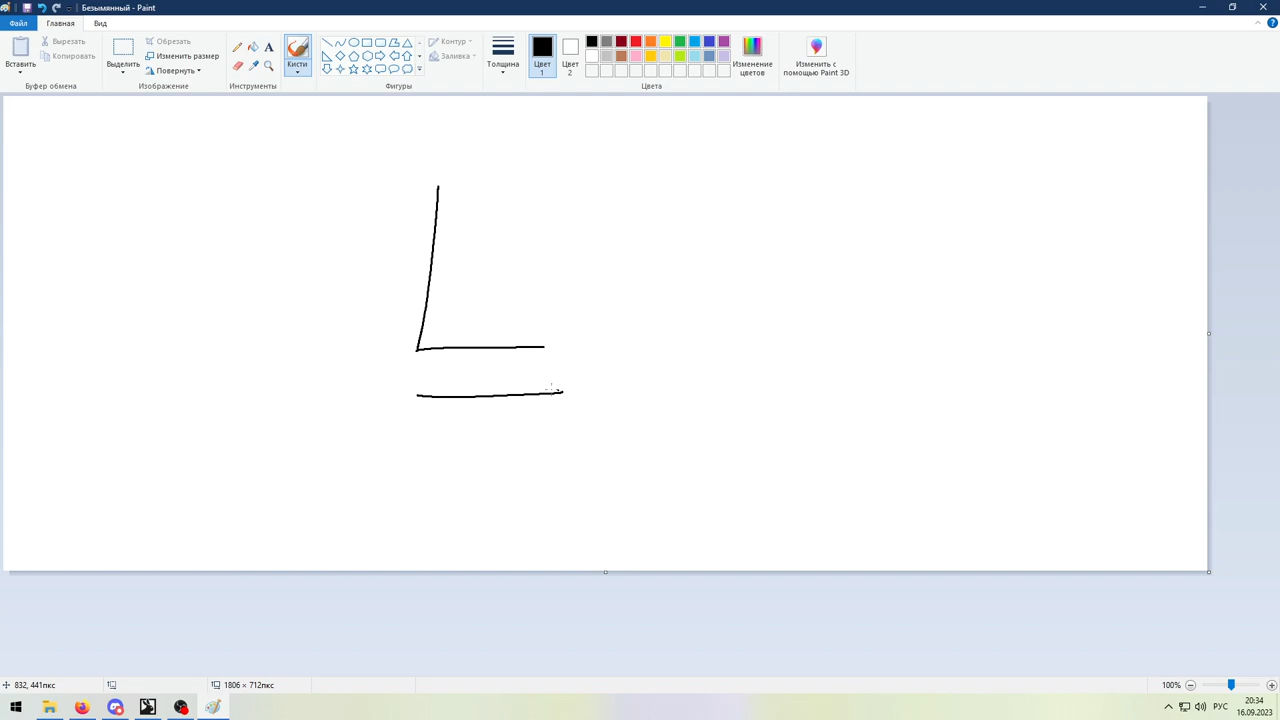 Безымянный - Paint
Файл Главная Вид
Вставить
Вырезать
Копировать
Буфер обмена
Выделить
Обрезать
Изменить размер
Повернуть
Изображение
A
Инструменты
Кисти
Контур
Заливка
Фигуры
Толщина
Цвет 1
Цвет 2
Изменение цветов
Цвета
Изменить с помощью Paint 3D
832, 441пкс
1806 × 712пкс
100%
РУС
20:34
16.09.2023